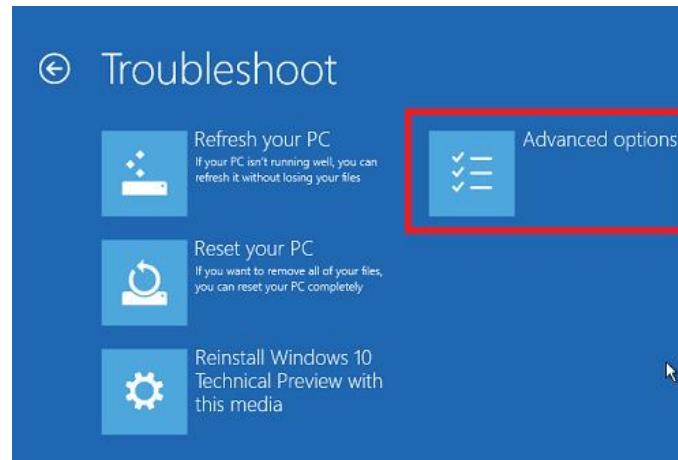 Troubleshoot
Refresh your PC
If your PC isn't running well, you can
refresh it without losing your files
Advanced options
Reset your PC
If you want to remove all of your files,
you can reset your PC completely
Reinstall Windows 10
Technical Preview with
this media